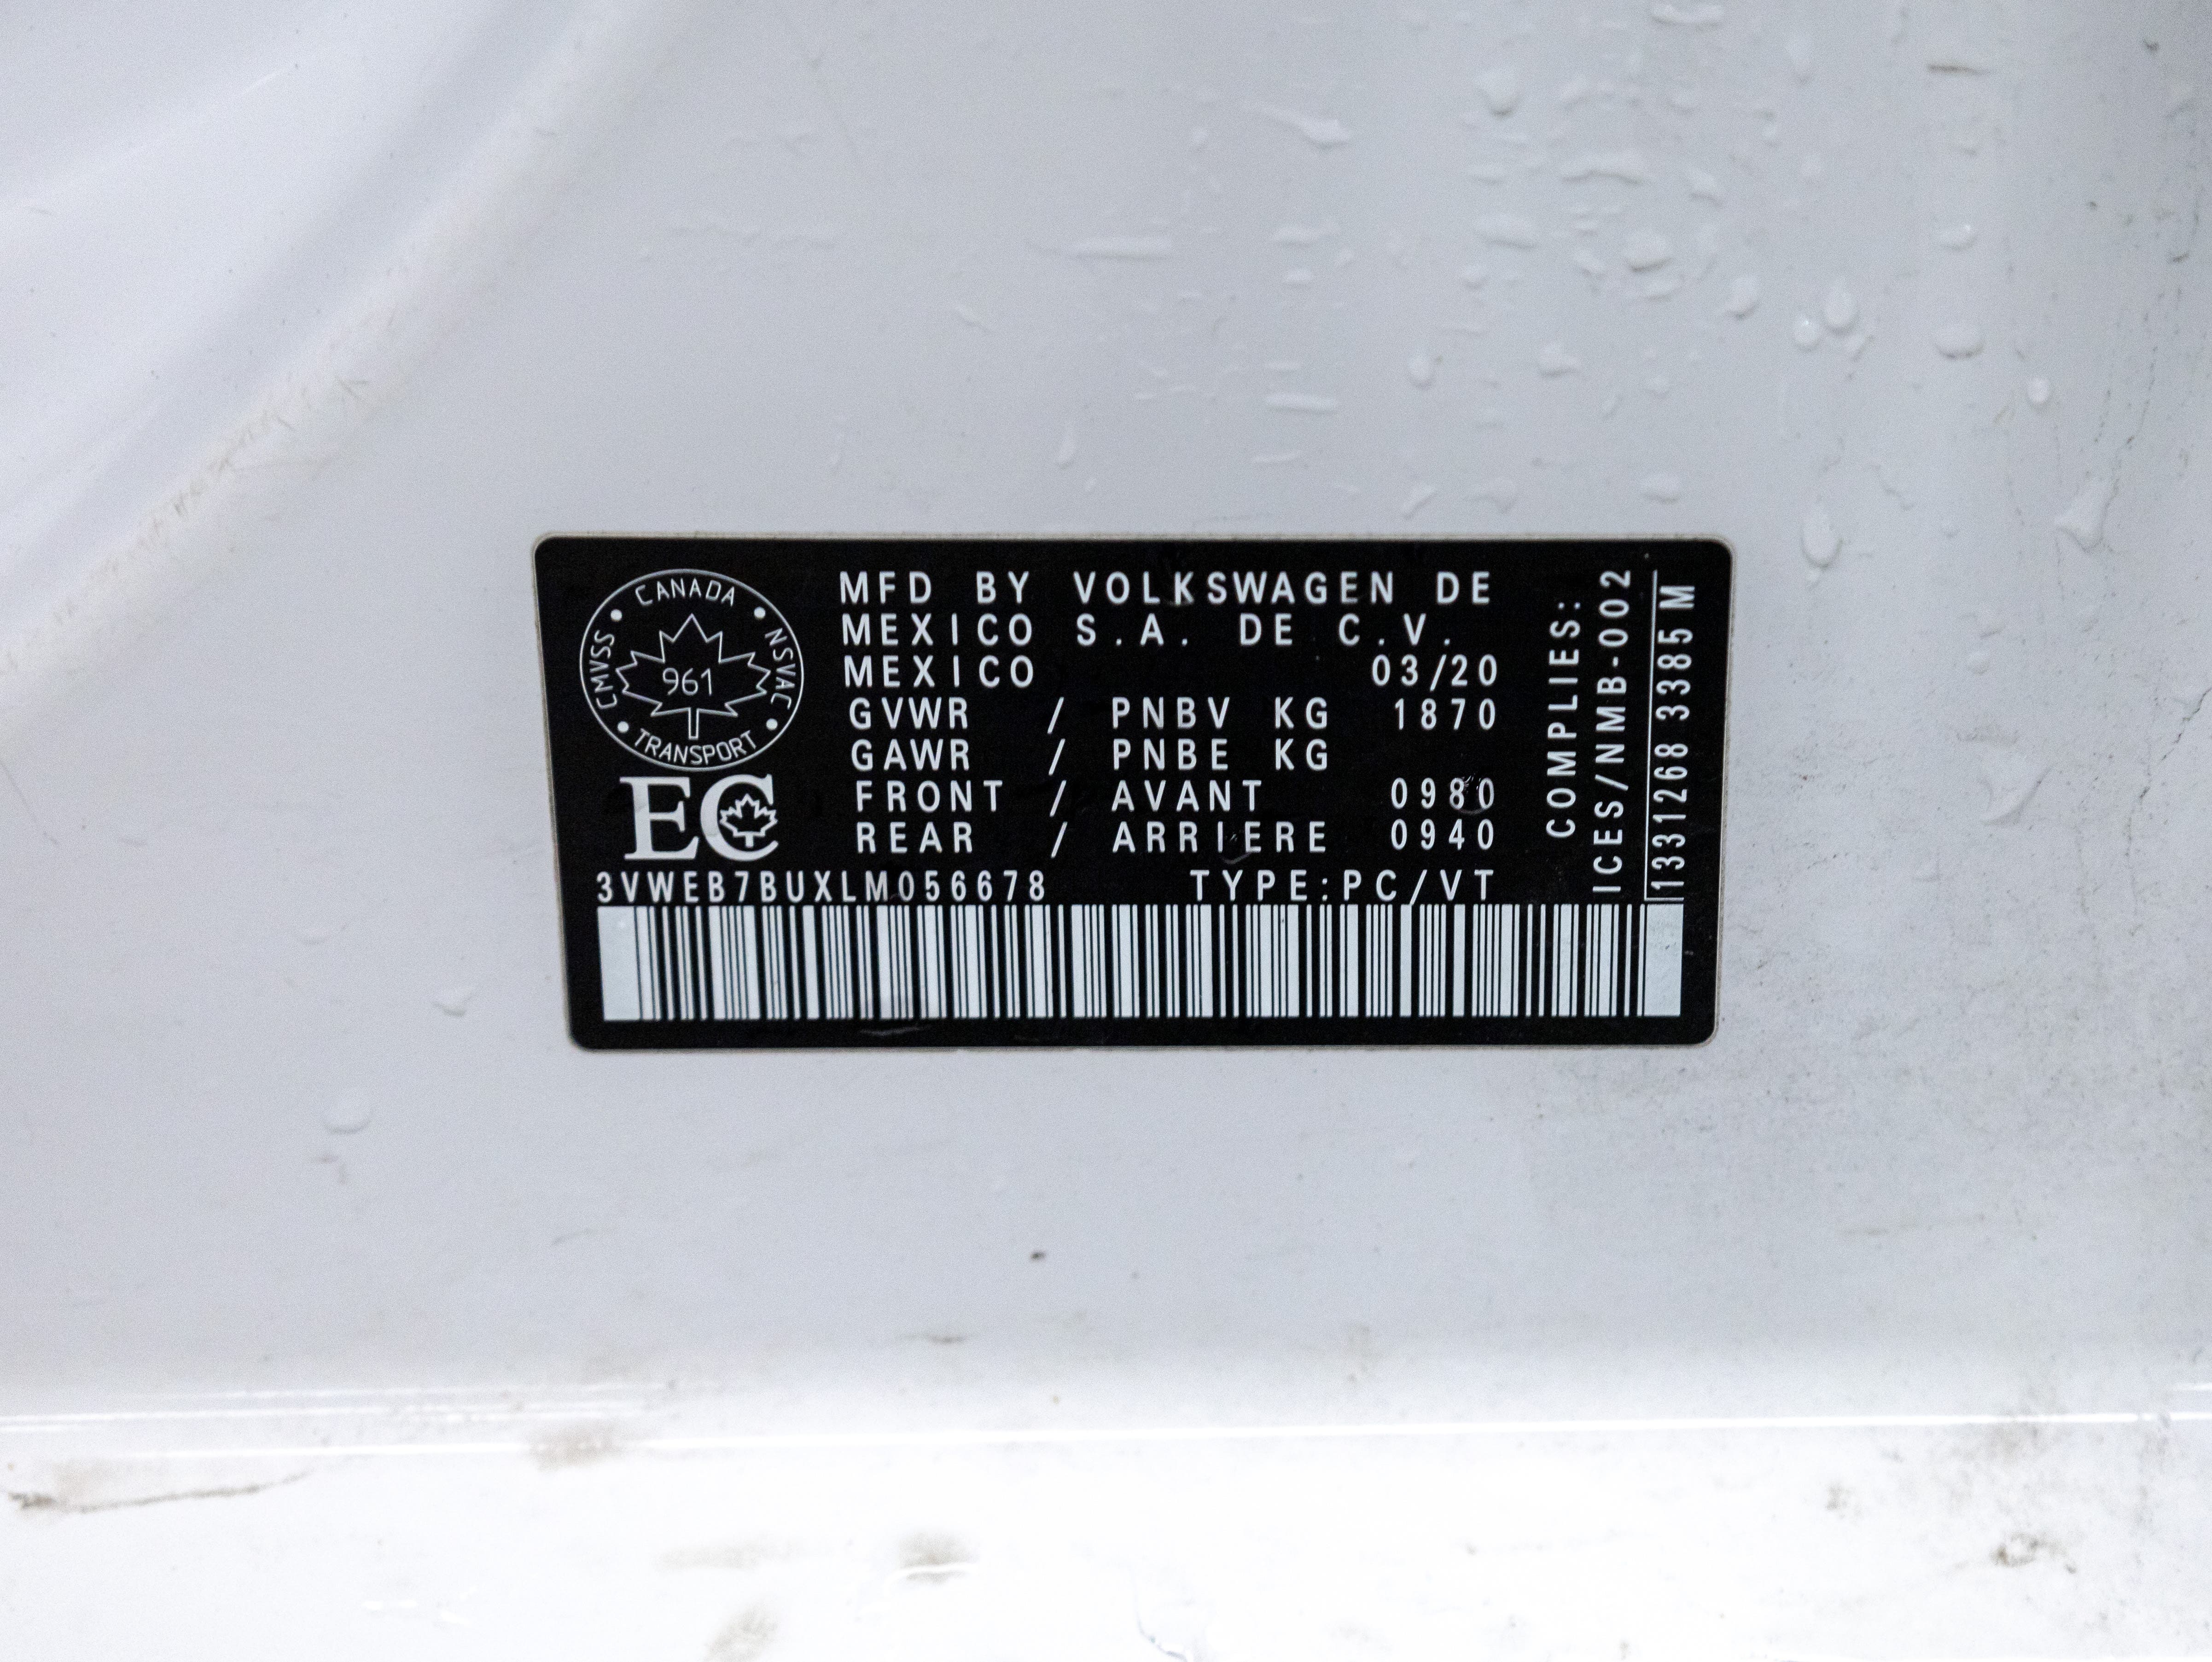 CANADA
CMVSS
NSVAC
961
TRANSPORT
EC
MFD BY VOLKSWAGEN DE
MEXICO S.A. DE C.V.
MEXICO 03/20
GVWR / PNBV KG 1870
GAWR / PNBE KG
FRONT / AVANT 0980
REAR / ARRIERE 0940
3VWEB7BUXLM056678 TYPE:PC/VT
COMPLIES:
ICES/NMB-002
1331268 3385 M